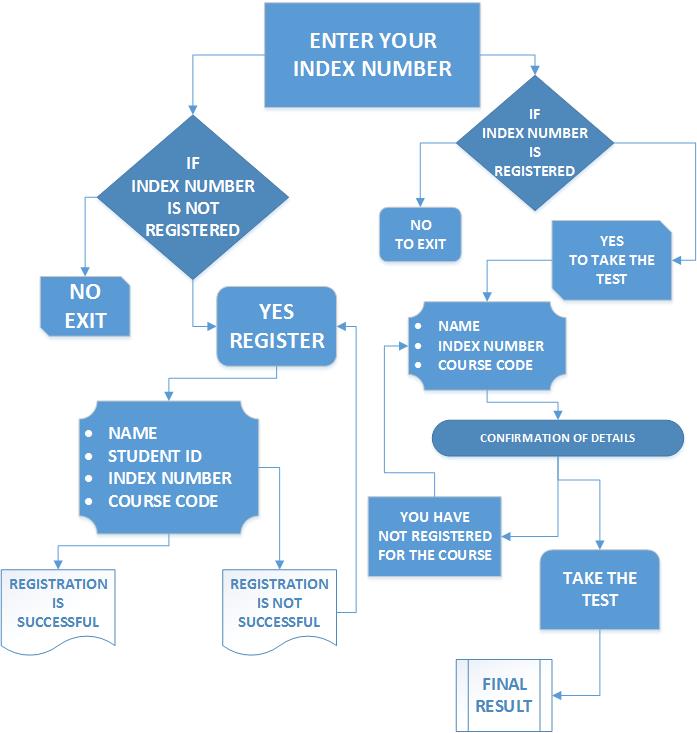 ENTER YOUR
INDEX NUMBER
IF
INDEX NUMBER
IS NOT
REGISTERED
NO
EXIT
YES
REGISTER
• NAME
• STUDENT ID
• INDEX NUMBER
• COURSE CODE
REGISTRATION
IS
SUCCESSFUL
REGISTRATION
IS NOT
SUCCESSFUL
IF
INDEX NUMBER
IS
REGISTERED
NO
TO EXIT
YES
TO TAKE THE
TEST
• NAME
• INDEX NUMBER
• COURSE CODE
CONFIRMATION OF DETAILS
YOU HAVE
NOT REGISTERED
FOR THE COURSE
TAKE THE
TEST
FINAL
RESULT